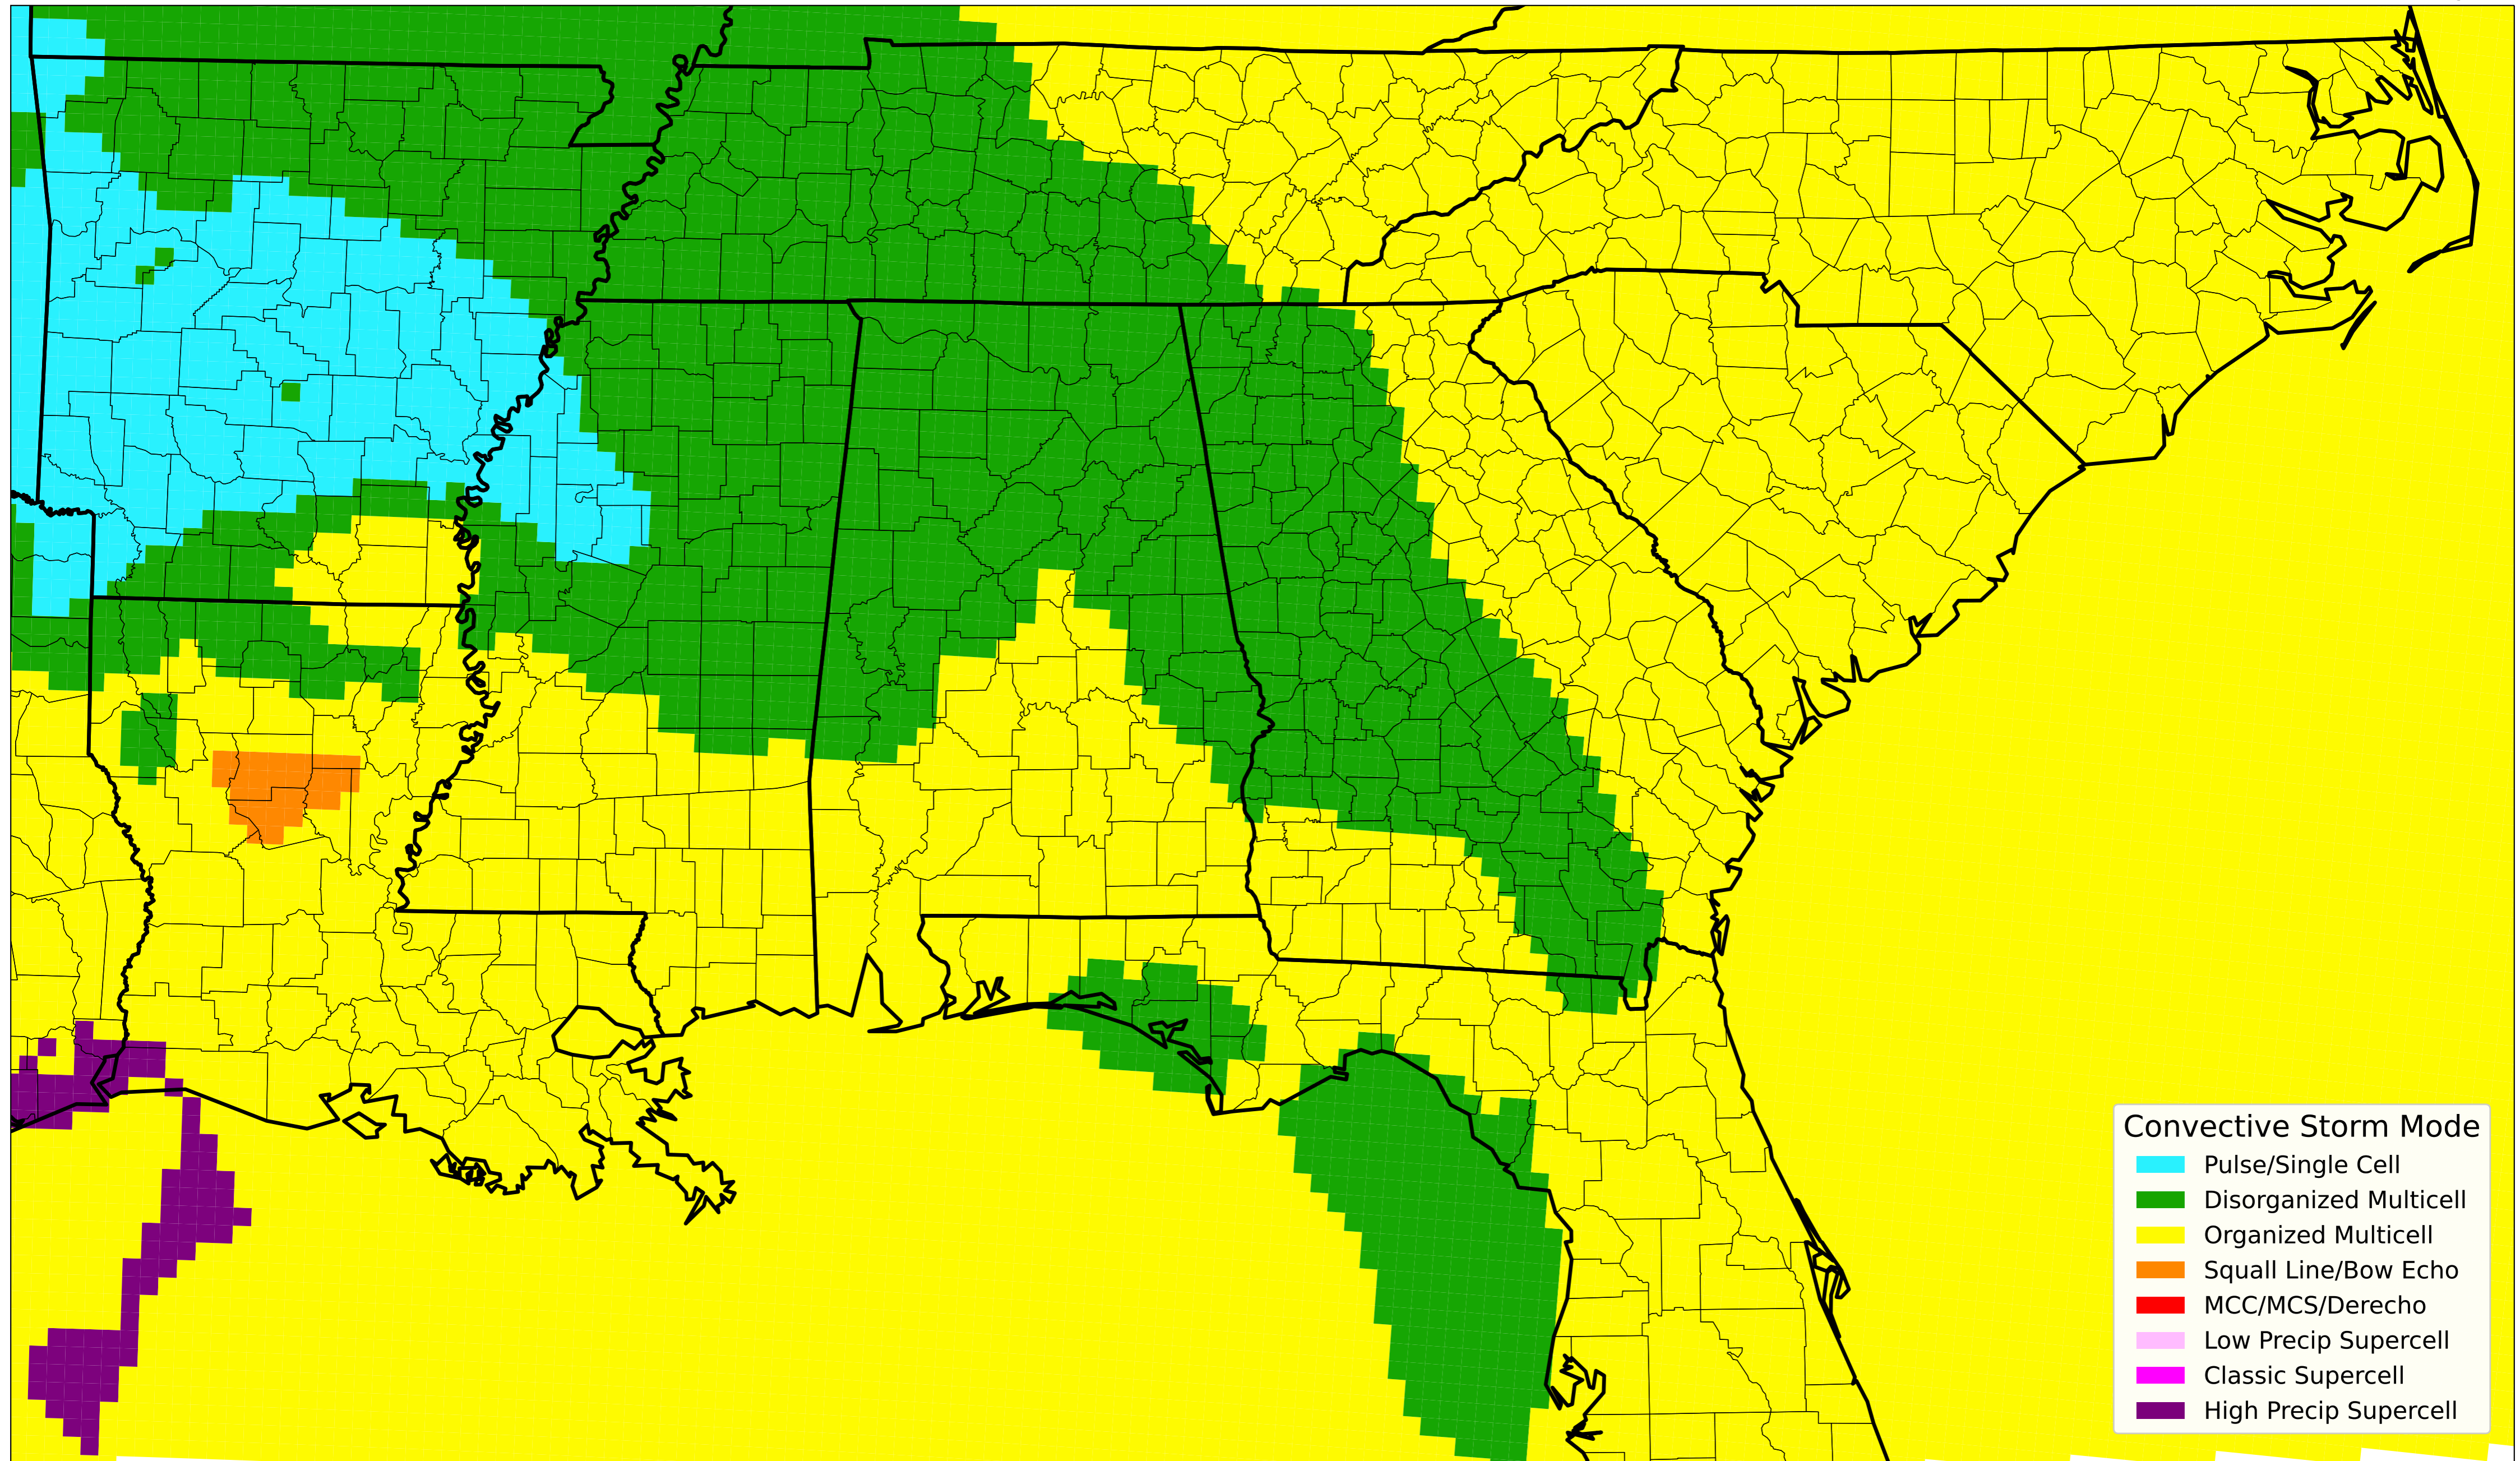 Convective Storm Mode
Pulse/Single Cell
Disorganized Multicell
Organized Multicell
Squall Line/Bow Echo
MCC/MCS/Derecho
Low Precip Supercell
Classic Supercell
High Precip Supercell